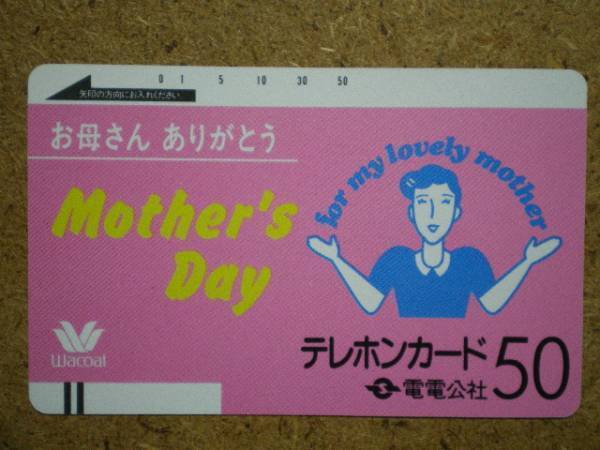 0 1 5 10 30 50
矢印の方向にお入れください
お母さん ありがとう
for my lovely mother
Mother's
Day
Wacoal
テレホンカード50
電電公社